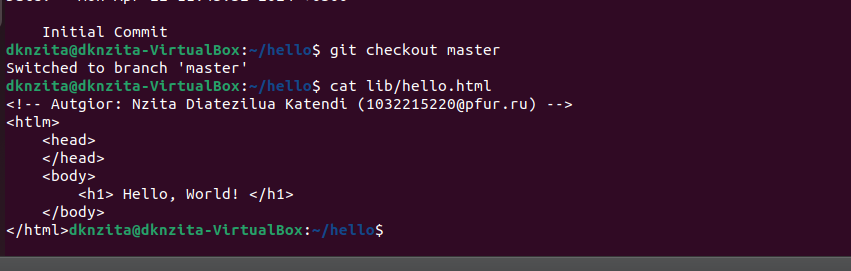 Initial Commit
dknzita@dknzita-VirtualBox:~/hello$ git checkout master
Switched to branch 'master'
dknzita@dknzita-VirtualBox:~/hello$ cat lib/hello.html
<!-- Autgior: Nzita Diatezilua Katendi (1032215220@pfur.ru) -->
<htlm>
    <head>
    </head>
    <body>
        <h1> Hello, World! </h1>
    </body>
</html>dknzita@dknzita-VirtualBox:~/hello$